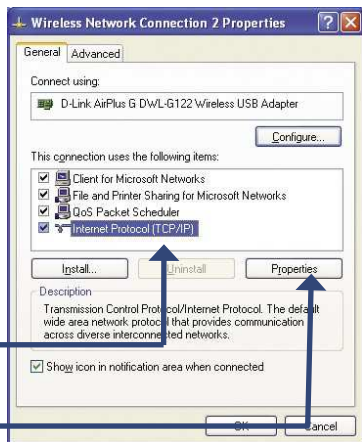 Wireless Network Connection 2 Properties
General Advanced
Connect using:
D-Link AirPlus G DWL-G122 Wireless USB Adapter
Configure...
This connection uses the following items:
Client for Microsoft Networks
File and Printer Sharing for Microsoft Networks
QoS Packet Scheduler
Internet Protocol (TCP/IP)
Install... Uninstall Properties
Description
Transmission Control Protocol/Internet Protocol. The default
wide area network protocol that provides communication
across diverse interconnected networks.
Show icon in notification area when connected
OK Cancel